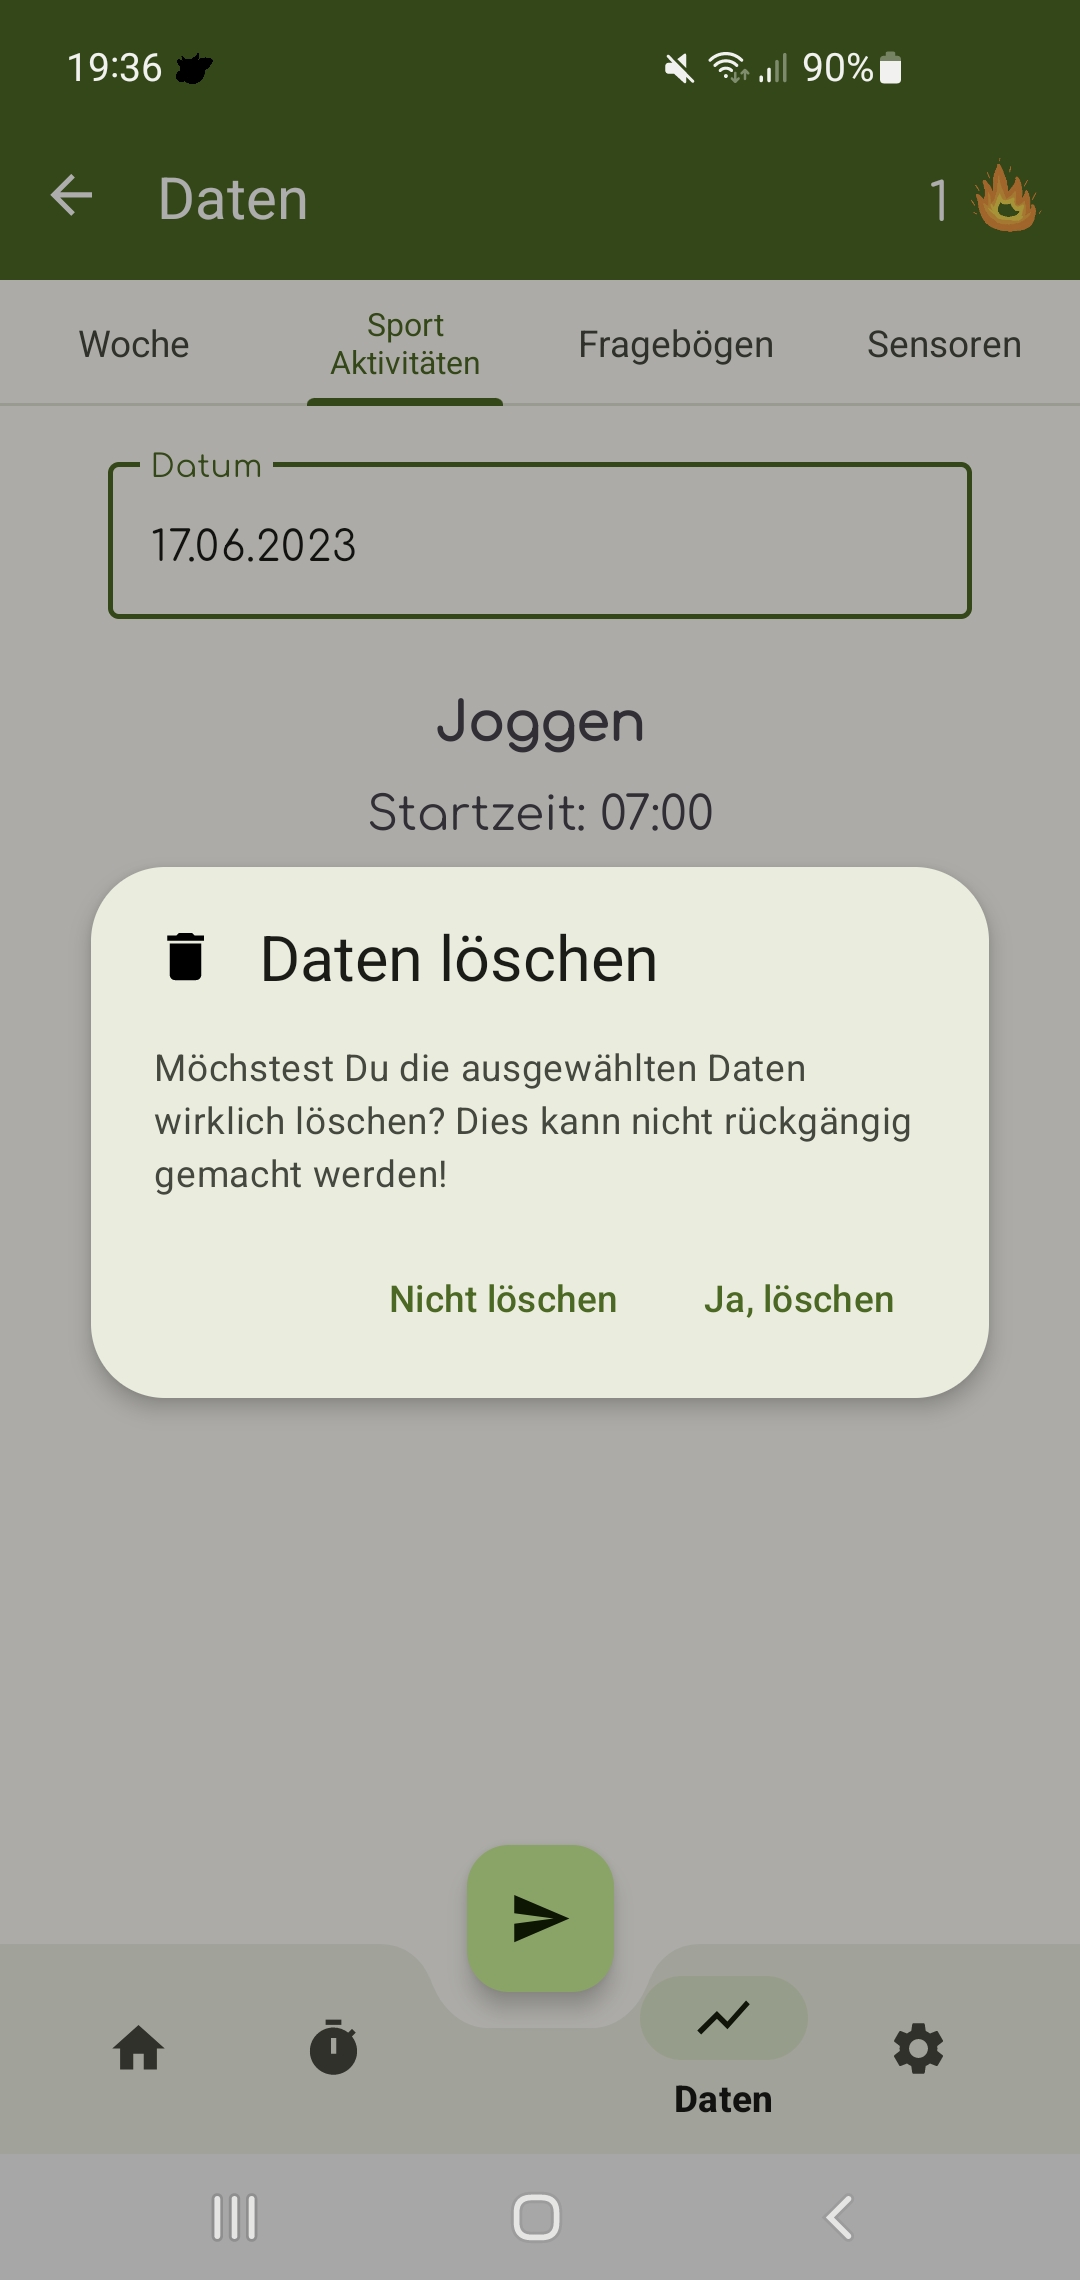 19:36
90%
Daten
1
Woche
Sport
Aktivitäten
Fragebögen
Sensoren
Datum
17.06.2023
Joggen
Startzeit: 07:00
Daten löschen
Möchstest Du die ausgewählten Daten
wirklich löschen? Dies kann nicht rückgängig
gemacht werden!
Nicht löschen
Ja, löschen
Daten